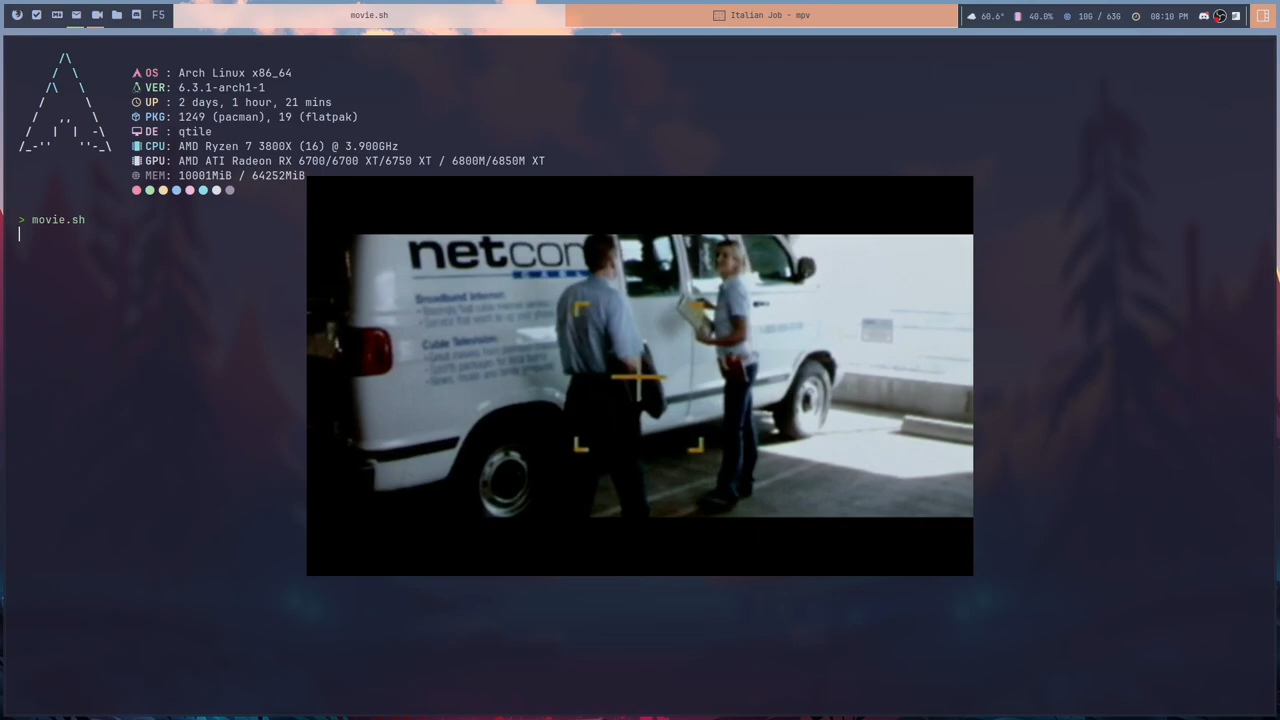 F5
movie.sh
Italian Job - mpv
60.6°
40.0%
10G / 63G
08:10 PM
OS : Arch Linux x86_64
VER: 6.3.1-arch1-1
UP : 2 days, 1 hour, 21 mins
PKG: 1249 (pacman), 19 (flatpak)
DE : qtile
CPU: AMD Ryzen 7 3800X (16) @ 3.900GHz
GPU: AMD ATI Radeon RX 6700/6700 XT/6750 XT / 6800M/6850M XT
MEM: 10001MiB / 64252MiB
> movie.sh
netcom
Broadband Internet:
Cable Television: